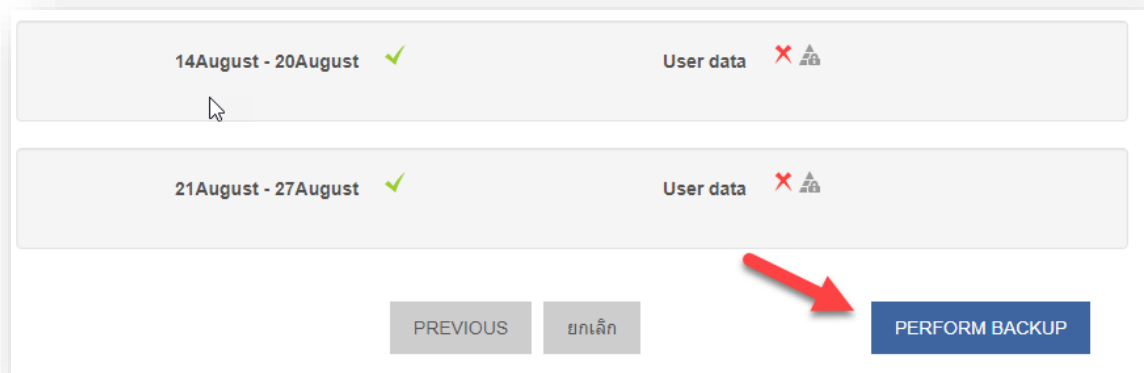 14August - 20August User data
21August - 27August User data
PREVIOUS ยกเล็ก PERFORM BACKUP